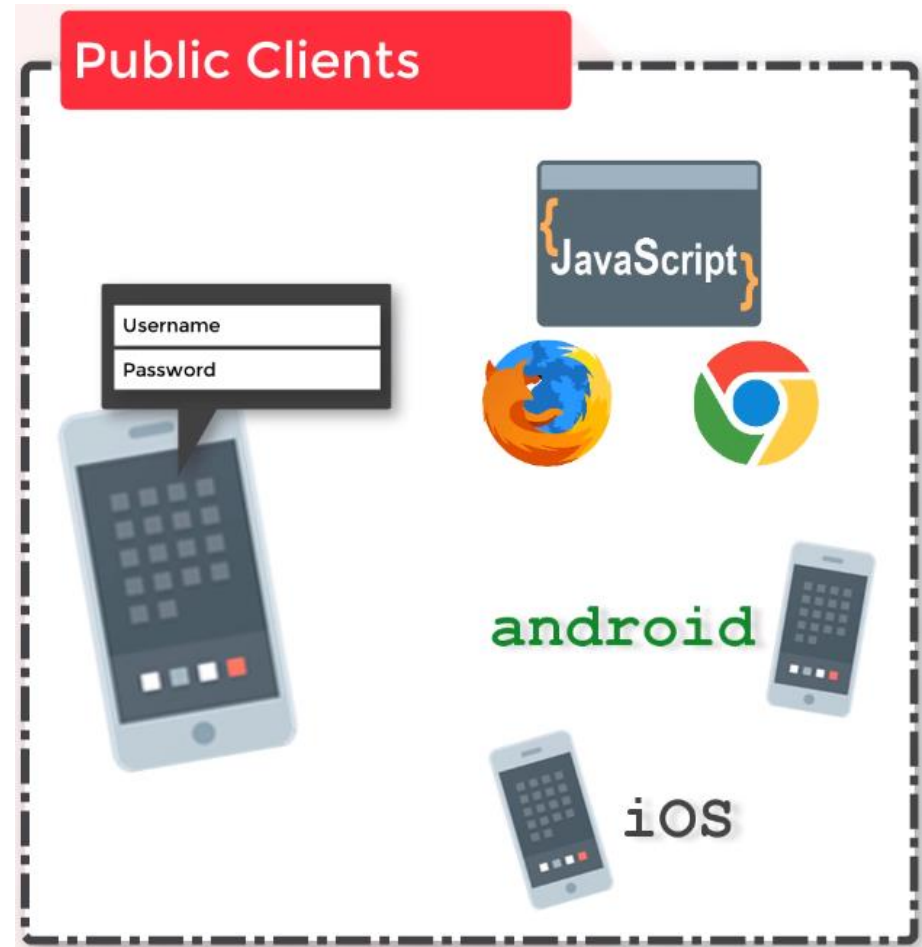 Public Clients
{
JavaScript
}
Username
Password
android
iOS